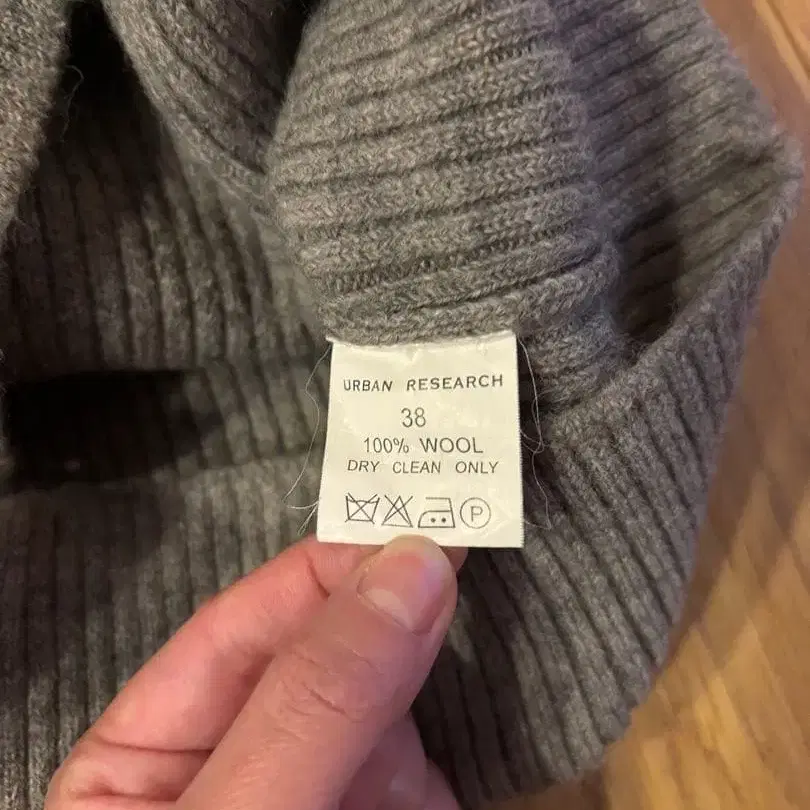 URBAN RESEARCH
38
100% WOOL
DRY CLEAN ONLY
P